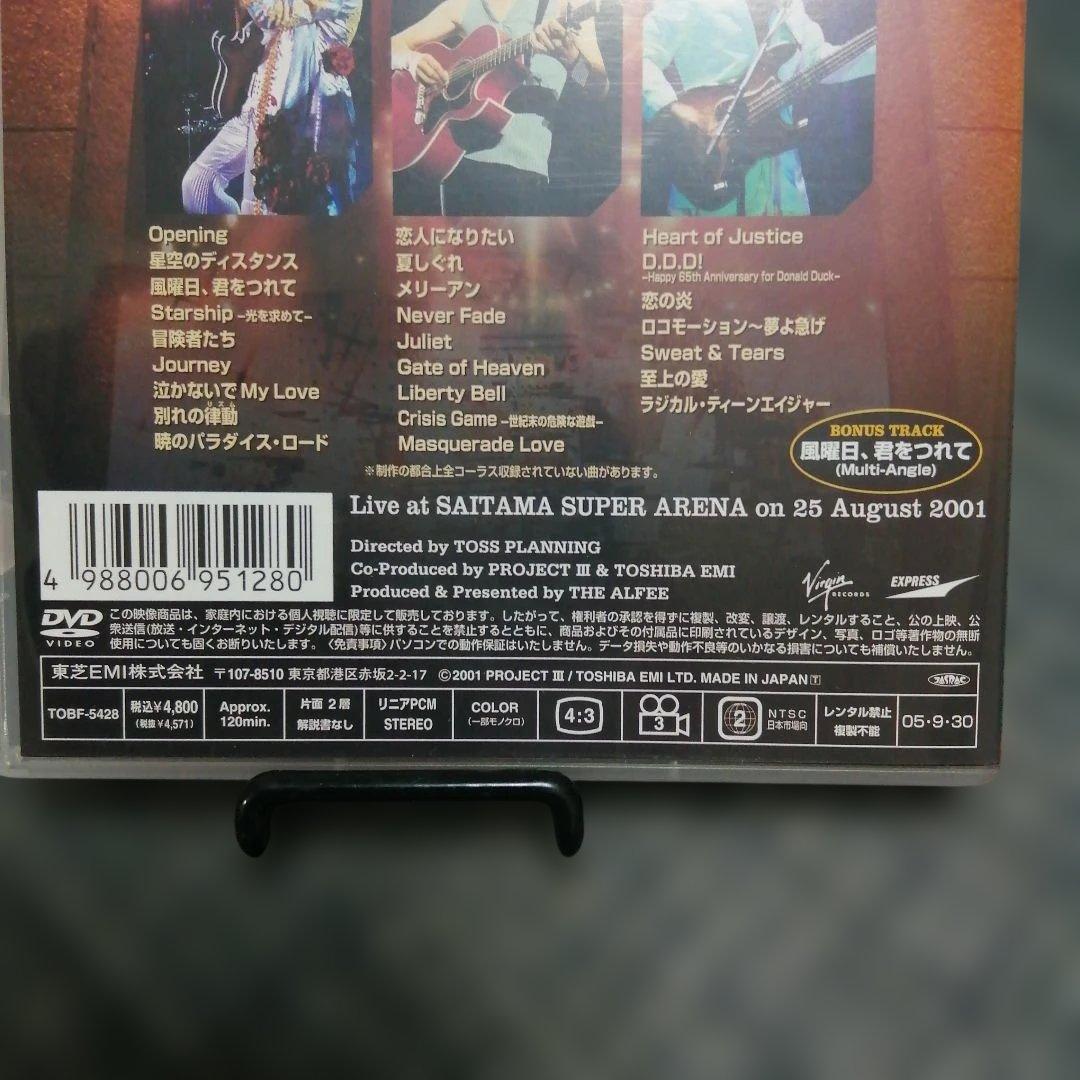 Opening
星空のディスタンス
風曜日、君をつれて
Starship −光を求めて−
冒険者たち
Journey
泣かないで My Love
リズム
別れの律動
暁のパラダイス・ロード
恋人になりたい
夏しぐれ
メリーアン
Never Fade
Juliet
Gate of Heaven
Liberty Bell
Crisis Game −世紀末の危険な遊戯−
Masquerade Love
Heart of Justice
D.D.D!
−Happy 65th Anniversary for Donald Duck−
恋の炎
ロコモーション〜夢よ急げ
Sweat & Tears
至上の愛
ラジカル・ティーンエイジャー
BONUS TRACK
風曜日、君をつれて
(Multi-Angle)
※制作の都合上全コーラス収録されていない曲があります。
Live at SAITAMA SUPER ARENA on 25 August 2001
Directed by TOSS PLANNING
Co-Produced by PROJECT Ⅲ & TOSHIBA EMI
Produced & Presented by THE ALFEE
Virgin RECORDS
EXPRESS
4 988006 951280
DVD VIDEO
この映像商品は、家庭内における個人視聴に限定して販売しております。したがって、権利者の承認を得ずに複製、改変、譲渡、レンタルすること、公の上映、公
衆送信(放送・インターネット・デジタル配信)等に供することを禁止するとともに、商品およびその付属品に印刷されているデザイン、写真、ロゴ等著作物の無断
使用についても固くお断りいたします。〈免責事項〉パソコンでの動作保証はいたしません。データ損失や動作不良等のいかなる損害についても補償いたしません。
東芝EMI株式会社 〒107-8510 東京都港区赤坂2-2-17 ©2001 PROJECT Ⅲ / TOSHIBA EMI LTD. MADE IN JAPAN T
JASRAC
TOBF-5428
税込¥4,800
(税抜¥4,571)
Approx.
120min.
片面2層
解説書なし
リニアPCM
STEREO
COLOR
(一部モノクロ)
4:3
3
2
NTSC
日本市場向
レンタル禁止
複製不能
05・9・30